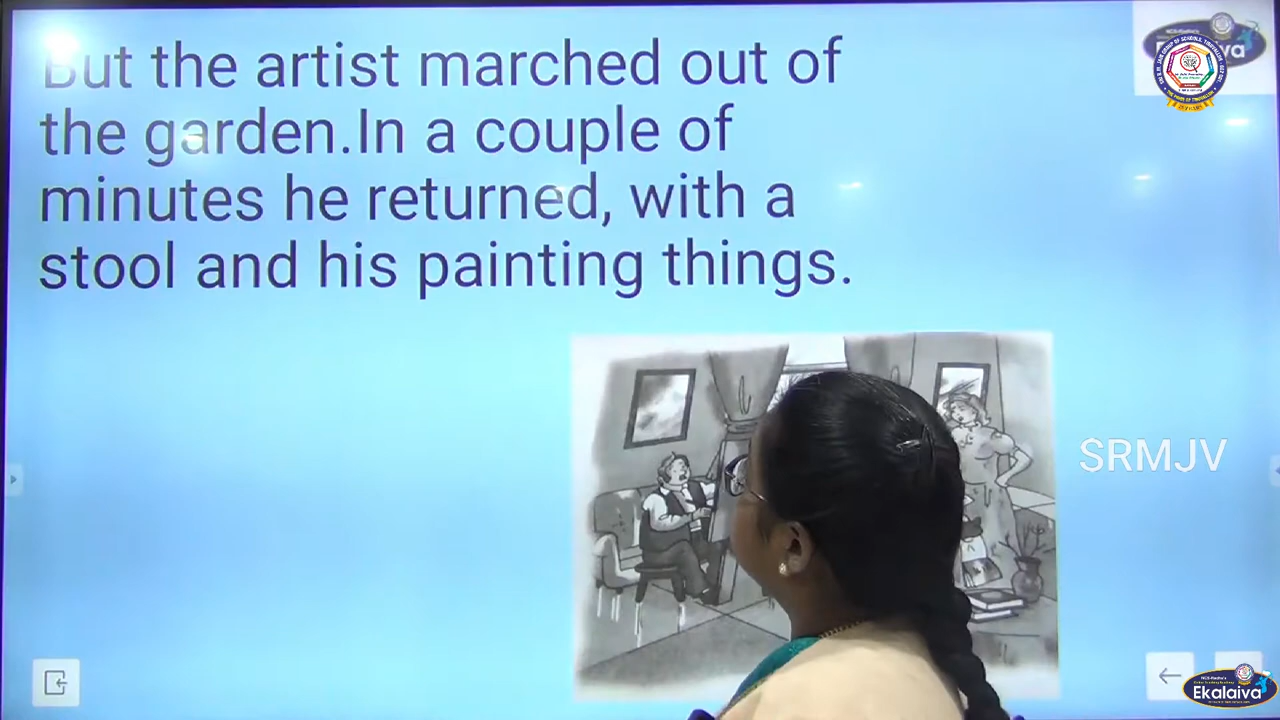 But the artist marched out of
the garden.In a couple of
minutes he returned, with a
stool and his painting things.
SRMJV
Ekalaiva